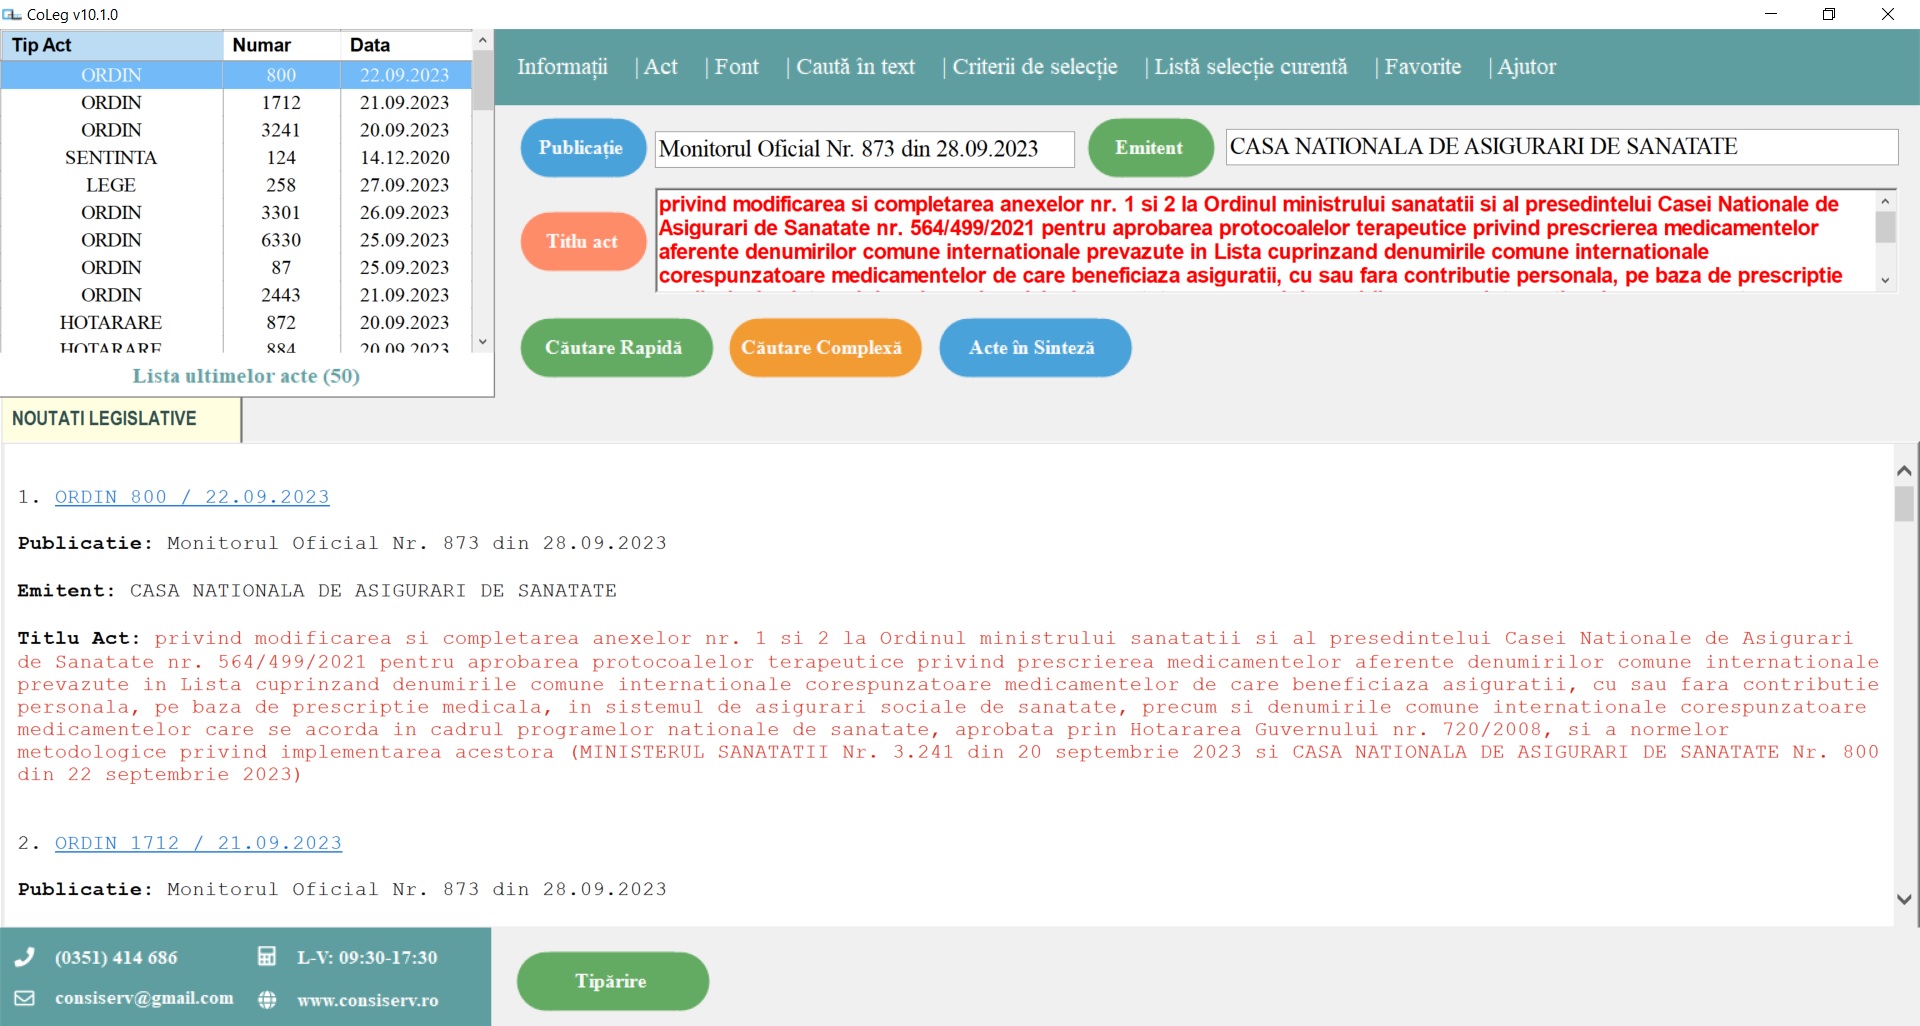 CoLeg v10.1.0
Tip Act Numar Data
ORDIN 800 22.09.2023
ORDIN 1712 21.09.2023
ORDIN 3241 20.09.2023
SENTINTA 124 14.12.2020
LEGE 258 27.09.2023
ORDIN 3301 26.09.2023
ORDIN 6330 25.09.2023
ORDIN 87 25.09.2023
ORDIN 2443 21.09.2023
HOTARARE 872 20.09.2023
HOTARARE 884 20.09.2023
Lista ultimelor acte (50)
Informații | Act | Font | Caută în text | Criterii de selecție | Listă selecție curentă | Favorite | Ajutor
Publicație Monitorul Oficial Nr. 873 din 28.09.2023 Emitent CASA NATIONALA DE ASIGURARI DE SANATATE
Titlu act
privind modificarea si completarea anexelor nr. 1 si 2 la Ordinul ministrului sanatatii si al presedintelui Casei Nationale de
Asigurari de Sanatate nr. 564/499/2021 pentru aprobarea protocoalelor terapeutice privind prescrierea medicamentelor
aferente denumirilor comune internationale prevazute in Lista cuprinzand denumirile comune internationale
corespunzatoare medicamentelor de care beneficiaza asiguratii, cu sau fara contributie personala, pe baza de prescriptie
Căutare Rapidă Căutare Complexă Acte în Sinteză
NOUTATI LEGISLATIVE
1. ORDIN 800 / 22.09.2023
Publicatie: Monitorul Oficial Nr. 873 din 28.09.2023
Emitent: CASA NATIONALA DE ASIGURARI DE SANATATE
Titlu Act: privind modificarea si completarea anexelor nr. 1 si 2 la Ordinul ministrului sanatatii si al presedintelui Casei Nationale de Asigurari
de Sanatate nr. 564/499/2021 pentru aprobarea protocoalelor terapeutice privind prescrierea medicamentelor aferente denumirilor comune internationale
prevazute in Lista cuprinzand denumirile comune internationale corespunzatoare medicamentelor de care beneficiaza asiguratii, cu sau fara contributie
personala, pe baza de prescriptie medicala, in sistemul de asigurari sociale de sanatate, precum si denumirile comune internationale corespunzatoare
medicamentelor care se acorda in cadrul programelor nationale de sanatate, aprobata prin Hotararea Guvernului nr. 720/2008, si a normelor
metodologice privind implementarea acestora (MINISTERUL SANATATII Nr. 3.241 din 20 septembrie 2023 si CASA NATIONALA DE ASIGURARI DE SANATATE Nr. 800
din 22 septembrie 2023)
2. ORDIN 1712 / 21.09.2023
Publicatie: Monitorul Oficial Nr. 873 din 28.09.2023
(0351) 414 686 L-V: 09:30-17:30
consiserv@gmail.com www.consiserv.ro
Tipărire